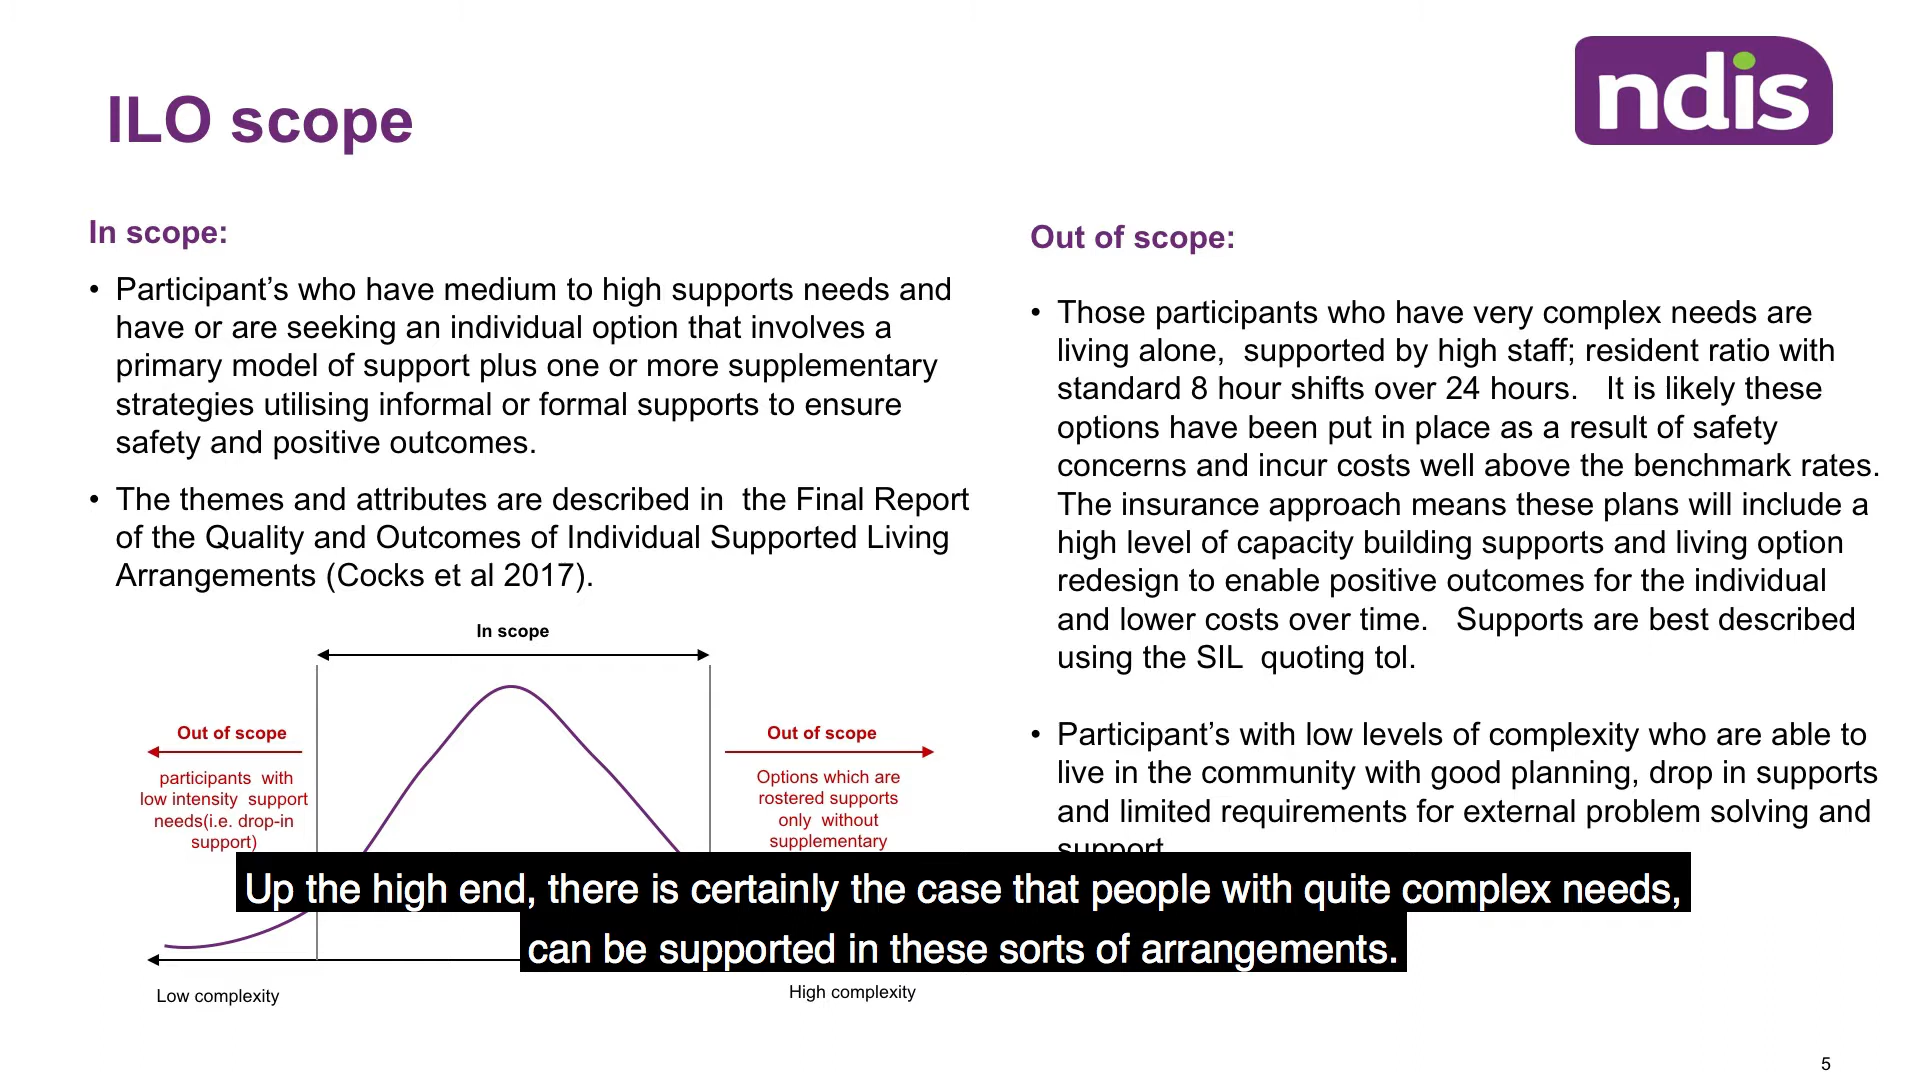 ndis
ILO scope
In scope:
• Participant’s who have medium to high supports needs and
have or are seeking an individual option that involves a
primary model of support plus one or more supplementary
strategies utilising informal or formal supports to ensure
safety and positive outcomes.
• The themes and attributes are described in  the Final Report
of the Quality and Outcomes of Individual Supported Living
Arrangements (Cocks et al 2017).
In scope
Out of scope
participants  with
low intensity  support
needs(i.e. drop-in
support)
Out of scope
Options which are
rostered supports
only  without
supplementary
Low complexity
High complexity
Out of scope:
• Those participants who have very complex needs are
living alone,  supported by high staff; resident ratio with
standard 8 hour shifts over 24 hours.   It is likely these
options have been put in place as a result of safety
concerns and incur costs well above the benchmark rates.
The insurance approach means these plans will include a
high level of capacity building supports and living option
redesign to enable positive outcomes for the individual
and lower costs over time.   Supports are best described
using the SIL  quoting tol.
• Participant’s with low levels of complexity who are able to
live in the community with good planning, drop in supports
and limited requirements for external problem solving and
support
Up the high end, there is certainly the case that people with quite complex needs,
can be supported in these sorts of arrangements.
5